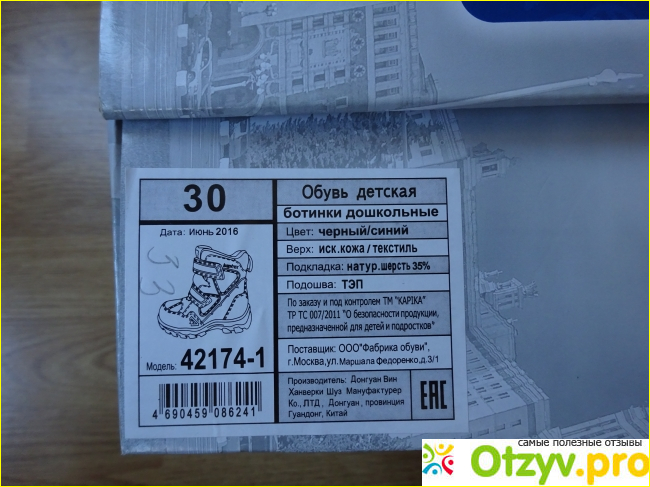 30
Дата: Июнь 2016
33
Модель: 42174-1
4 690459 086241
Обувь детская
ботинки дошкольные
Цвет: черный/синий
Верх: иск.кожа / текстиль
Подкладка: натур.шерсть 35%
Подошва: ТЭП
По заказу и под контролем ТМ "KAPIKA"
ТР ТС 007/2011 "О безопасности продукции,
предназначенной для детей и подростков"
Поставщик: ООО"Фабрика обуви",
г.Москва,ул.Маршала Федоренко,д.3/1
Производитель: Донгуан Вин
Ханверки Шуз Мануфактурер
Ко.,ЛТД , Донгуан , провинция
Гуандонг, Китай
EAC
самые полезные отзывы
Otzyv.pro